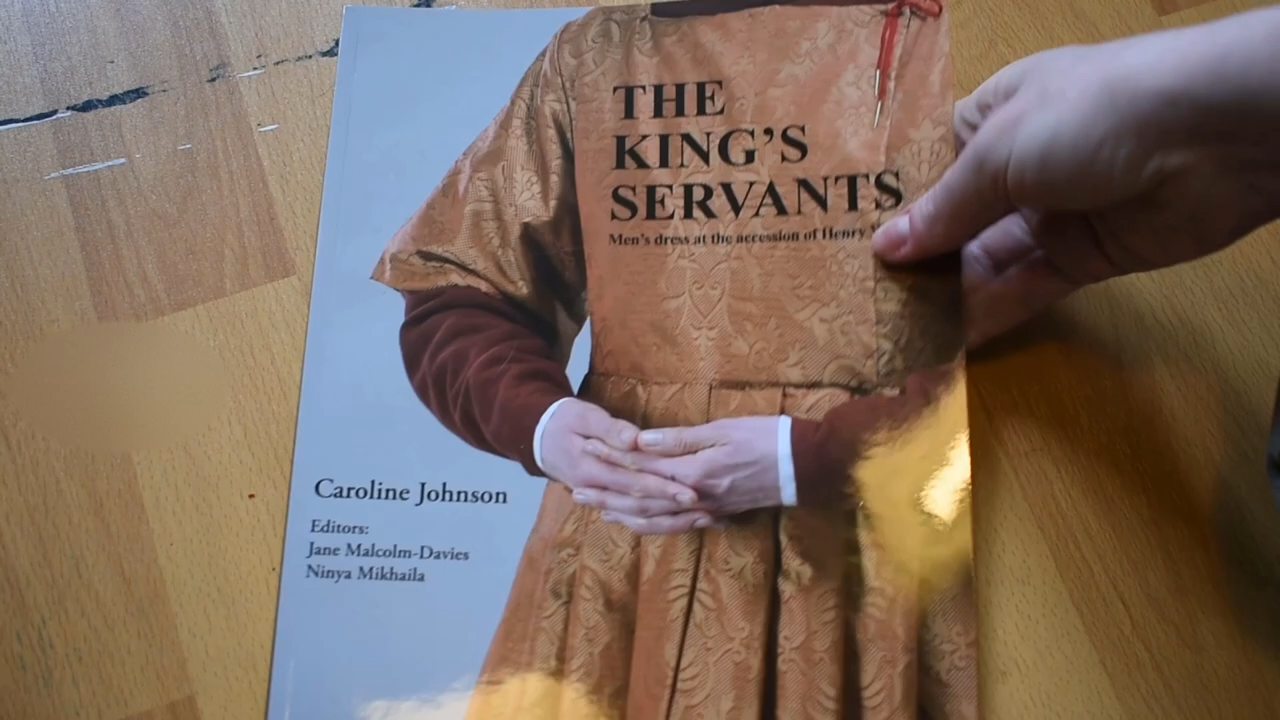 THE
KING'S
SERVANTS
Men's dress at the accession of Henry
Caroline Johnson
Editors:
Jane Malcolm-Davies
Ninya Mikhaila